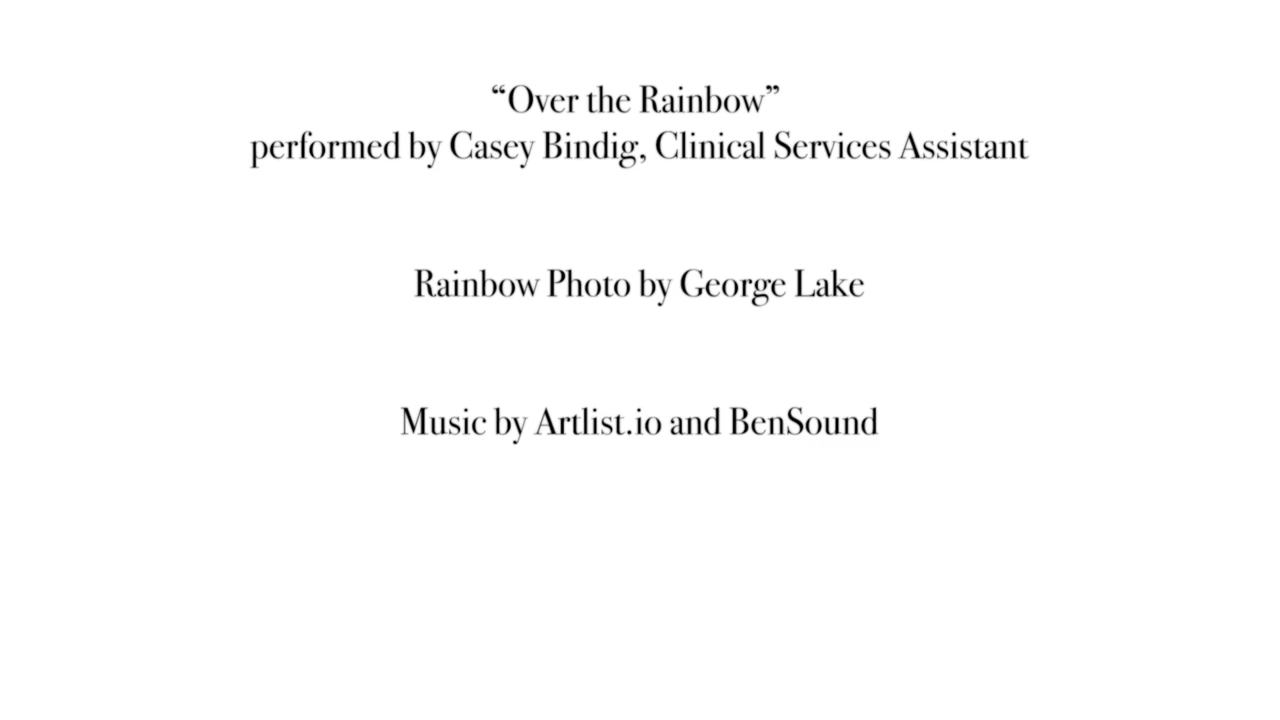 “Over the Rainbow”
performed by Casey Bindig, Clinical Services Assistant
Rainbow Photo by George Lake
Music by Artlist.io and BenSound